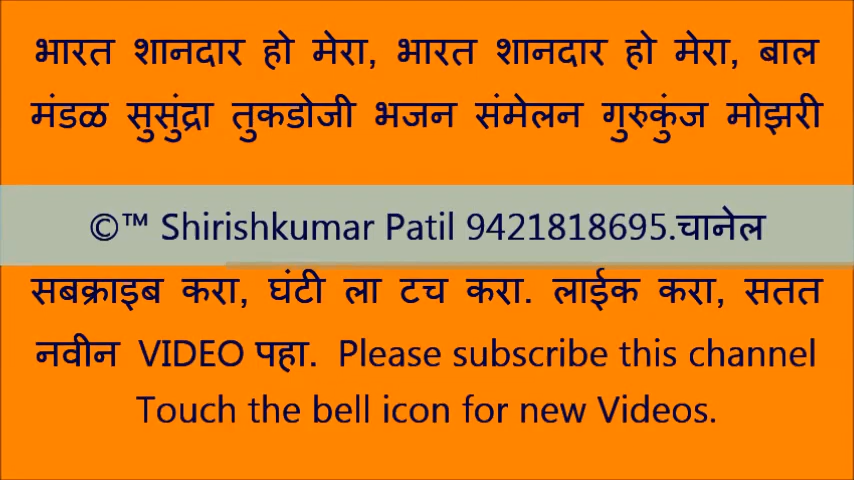 भारत शानदार हो मेरा, भारत शानदार हो मेरा, बाल
मंडळ सुसुंद्रा तुकडोजी भजन संमेलन गुरुकुंज मोझरी
©™ Shirishkumar Patil 9421818695.चानेल
सबक्राइब करा, घंटी ला टच करा. लाईक करा, सतत
नवीन VIDEO पहा. Please subscribe this channel
Touch the bell icon for new Videos.